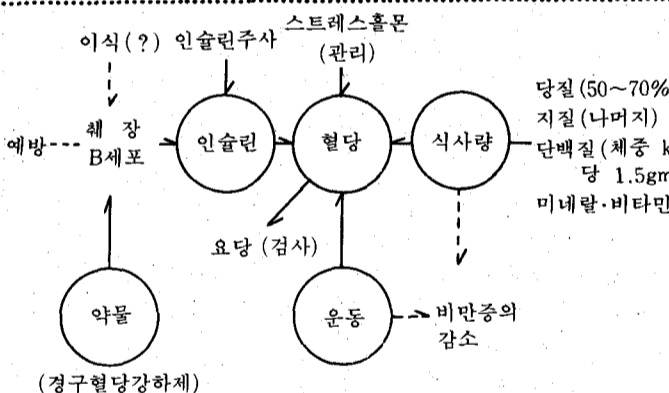 이식(?)
인슐린주사
스트레스홀몬
(관리)
예방
췌 장
B세포
인슐린
혈당
식사량
당질(50~70%
지질(나머지)
단백질(체중 k
당 1.5gm
미네랄·비타민
요당 (검사)
약물
운동
비만증의
감소
(경구혈당강하제)